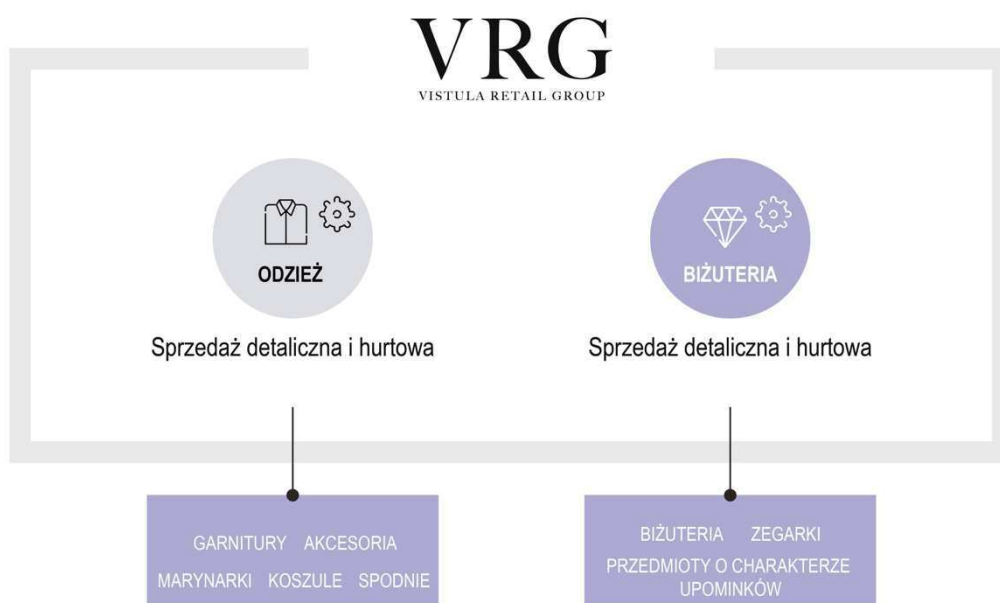 VRG
VISTULA RETAIL GROUP
ODZIEŻ
Sprzedaż detaliczna i hurtowa
GARNITURY AKCESORIA
MARYNARKI KOSZULE SPODNIE
BIŻUTERIA
Sprzedaż detaliczna i hurtowa
BIŻUTERIA ZEGARKI
PRZEDMIOTY O CHARAKTERZE
UPOMINKÓW